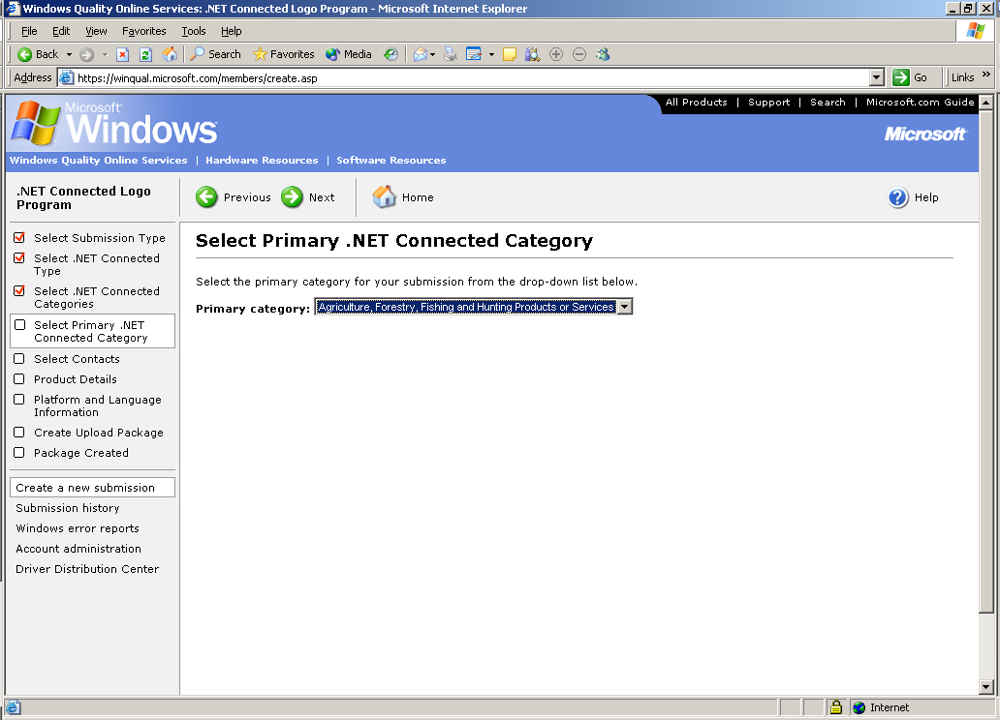 Windows Quality Online Services: .NET Connected Logo Program - Microsoft Internet Explorer
File Edit View Favorites Tools Help
Back Search Favorites Media
Address https://winqual.microsoft.com/members/create.asp Go Links »
All Products | Support | Search | Microsoft.com Guide
Microsoft
Windows
Microsoft
Windows Quality Online Services | Hardware Resources | Software Resources
.NET Connected Logo
Program
Previous Next Home Help
Select Submission Type
Select .NET Connected
Type
Select .NET Connected
Categories
Select Primary .NET
Connected Category
Select Contacts
Product Details
Platform and Language
Information
Create Upload Package
Package Created
Create a new submission
Submission history
Windows error reports
Account administration
Driver Distribution Center
Select Primary .NET Connected Category
Select the primary category for your submission from the drop-down list below.
Primary category: Agriculture, Forestry, Fishing and Hunting Products or Services
Internet